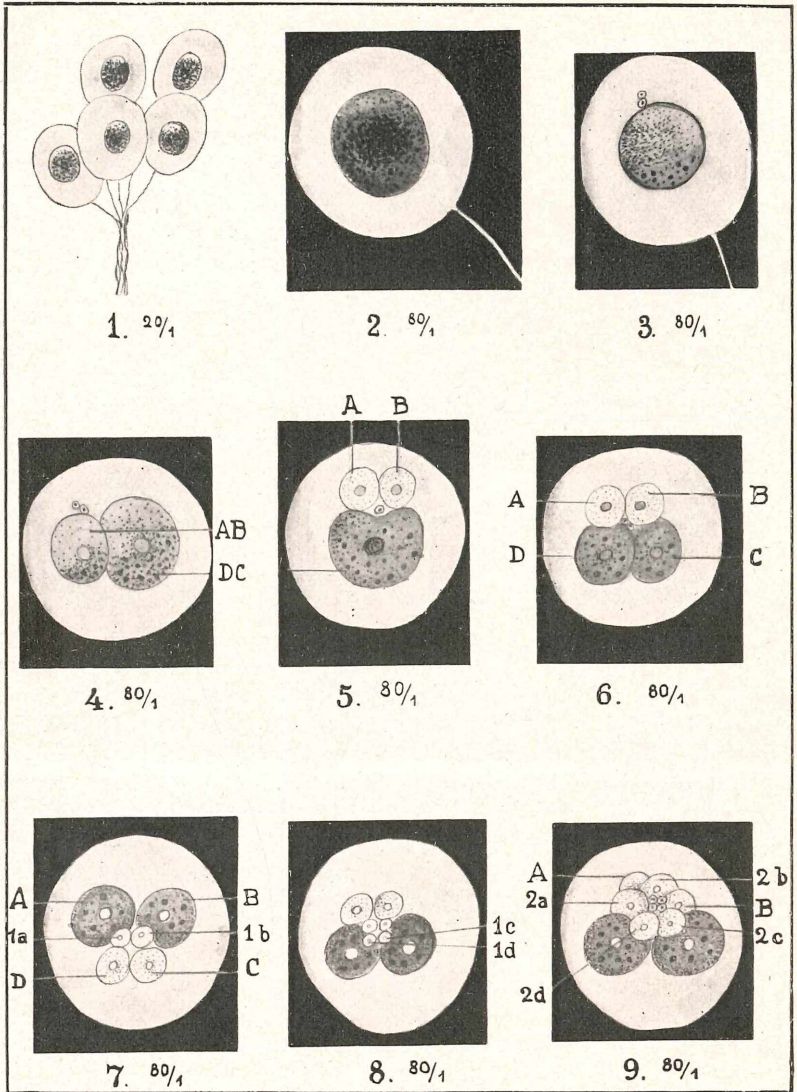 1. 20/1
2. 80/1
3. 80/1
A B
AB
DC
A B
D C
4. 80/1
5. 80/1
6. 80/1
A B
1a 1b
D C
1c
1d
A 2b
2a B
2c
2d
7. 80/1
8. 80/1
9. 80/1